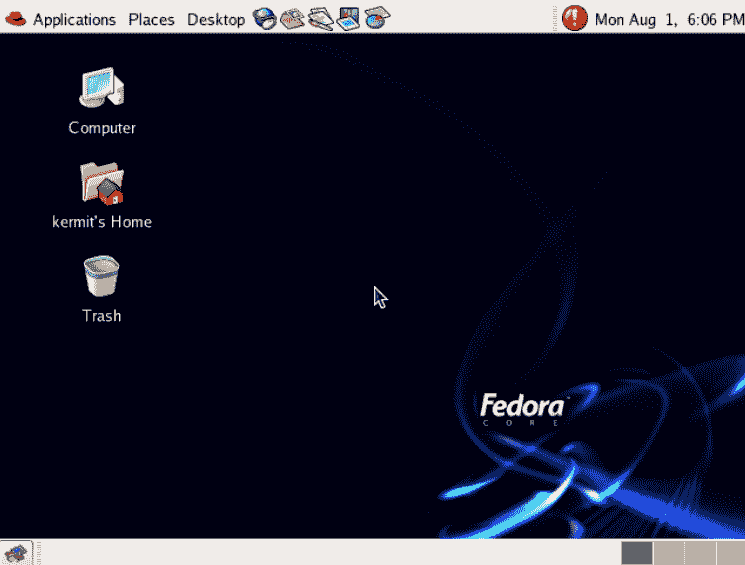 Applications Places Desktop Mon Aug 1, 6:06 PM
Computer
kermit's Home
Trash
Fedora
CORE